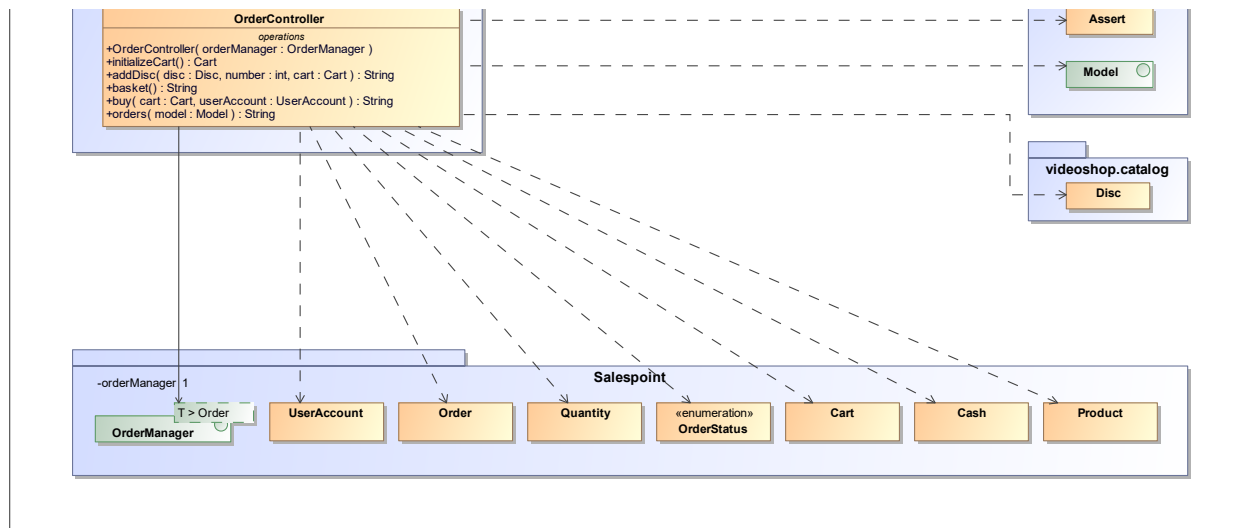 OrderController
operations
+OrderController( orderManager : OrderManager )
+initializeCart() : Cart
+addDisc( disc : Disc, number : int, cart : Cart ) : String
+basket() : String
+buy( cart : Cart, userAccount : UserAccount ) : String
+orders( model : Model ) : String
Assert
Model
videoshop.catalog
Disc
Salespoint
-orderManager 1
T > Order
OrderManager
UserAccount
Order
Quantity
«enumeration»
OrderStatus
Cart
Cash
Product